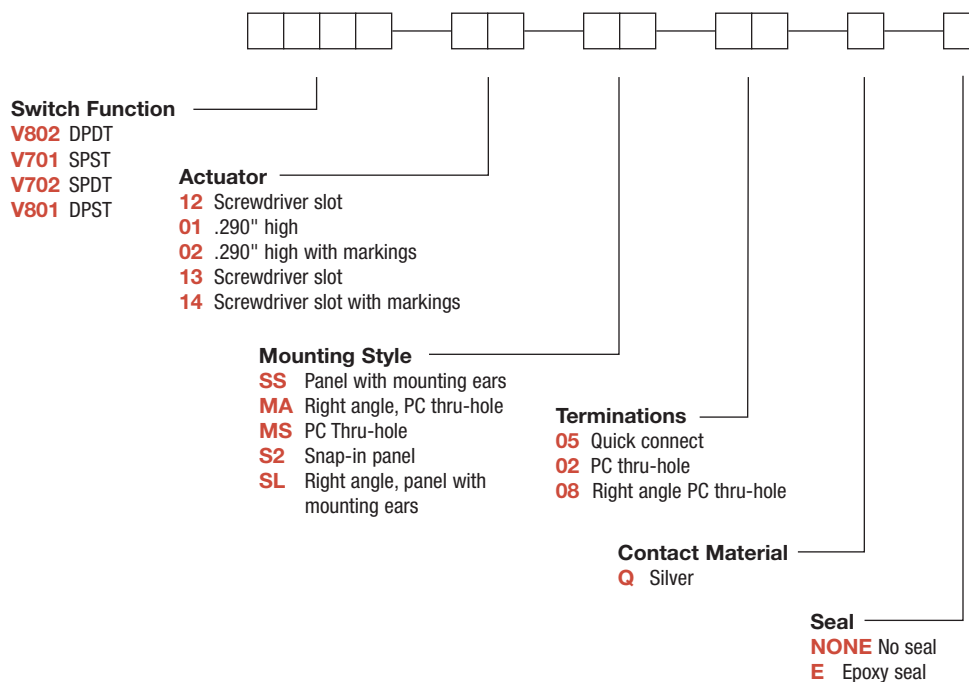 Switch Function
V802 DPDT
V701 SPST
V702 SPDT
V801 DPST
Actuator
12 Screwdriver slot
01 .290" high
02 .290" high with markings
13 Screwdriver slot
14 Screwdriver slot with markings
Mounting Style
SS Panel with mounting ears
MA Right angle, PC thru-hole
MS PC Thru-hole
S2 Snap-in panel
SL Right angle, panel with
mounting ears
Terminations
05 Quick connect
02 PC thru-hole
08 Right angle PC thru-hole
Contact Material
Q Silver
Seal
NONE No seal
E Epoxy seal